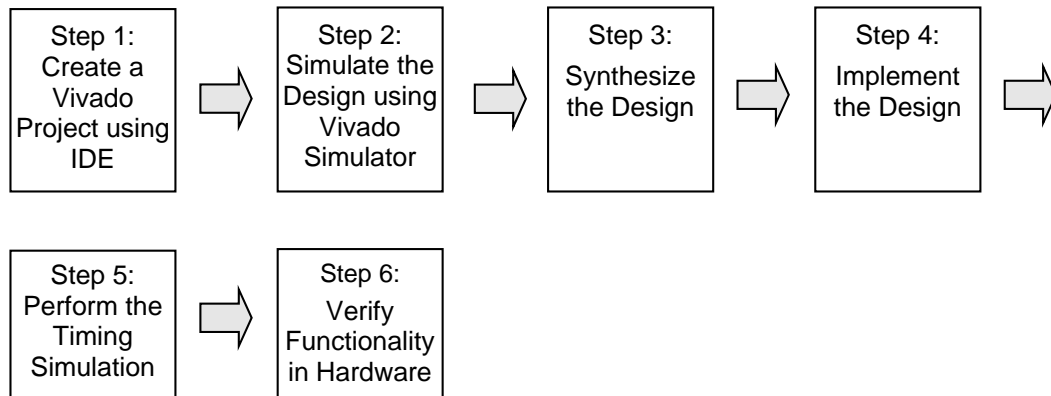 Step 1:
Create a
Vivado
Project using
IDE
Step 2:
Simulate the
Design using
Vivado
Simulator
Step 3:
Synthesize
the Design
Step 4:
Implement
the Design
Step 5:
Perform the
Timing
Simulation
Step 6:
Verify
Functionality
in Hardware